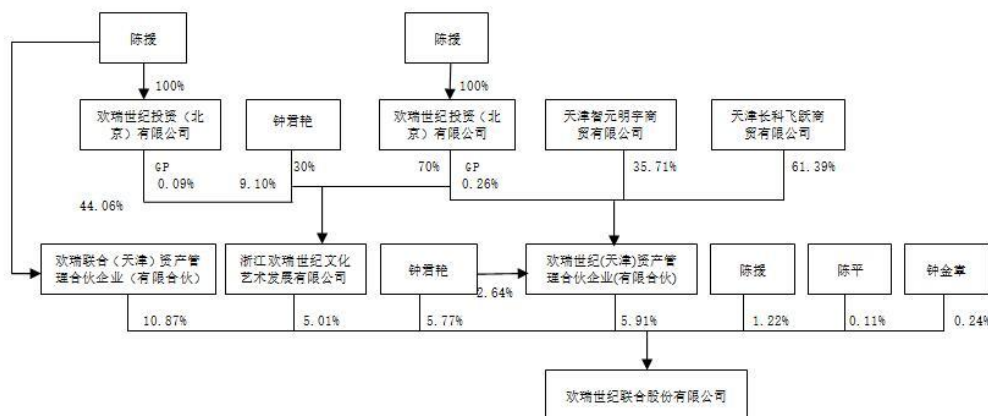 陈援
陈援
100%
100%
欢瑞世纪投资（北
京）有限公司
钟君艳
欢瑞世纪投资（北
京）有限公司
天津智元明宇商
贸有限公司
天津长科飞跃商
贸有限公司
GP
0.09%
9.10%
30%
70%
GP
0.26%
35.71%
61.39%
44.06%
欢瑞联合（天津）资产管
理合伙企业（有限合伙）
浙江欢瑞世纪文化
艺术发展有限公司
钟君艳
2.64%
欢瑞世纪(天津)资产管
理合伙企业(有限合伙)
陈援
陈平
钟金章
10.87%
5.01%
5.77%
5.91%
1.22%
0.11%
0.24%
欢瑞世纪联合股份有限公司